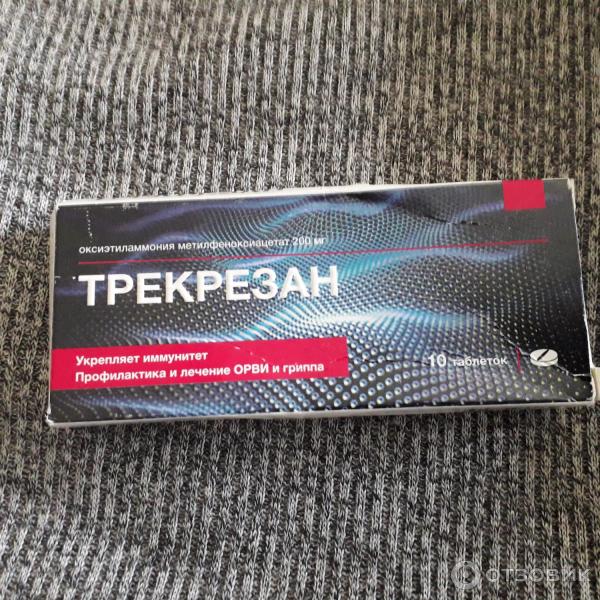 оксиэтиламмония метилфеноксиацетат 200 мг
ТРЕКРЕЗАН
Укрепляет иммунитет
Профилактика и лечение ОРВИ и гриппа
10 таблеток
ОТЗОВИК